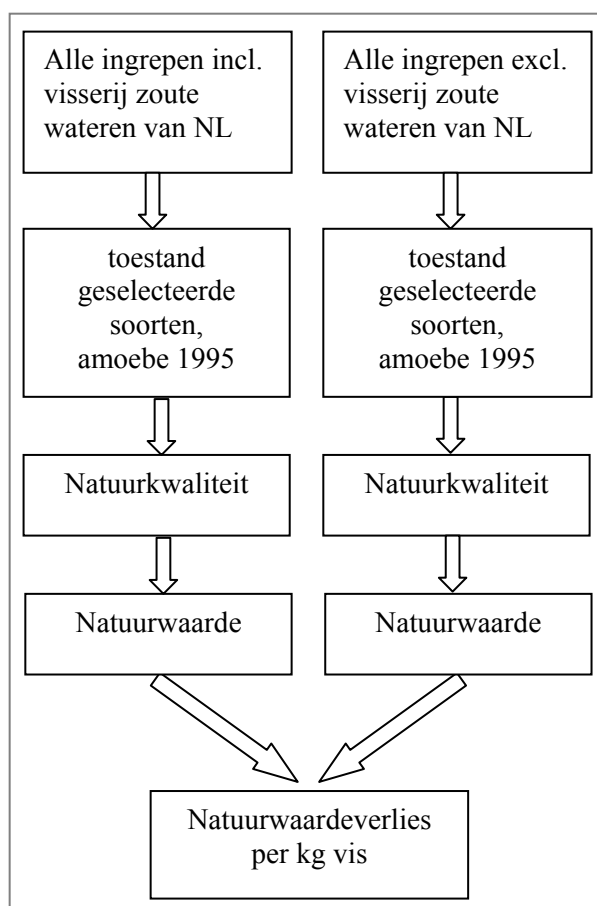 Alle ingrepen incl.
visserij zoute
wateren van NL
Alle ingrepen excl.
visserij zoute
wateren van NL
toestand
geselecteerde
soorten,
amoebe 1995
toestand
geselecteerde
soorten,
amoebe 1995
Natuurkwaliteit
Natuurkwaliteit
Natuurwaarde
Natuurwaarde
Natuurwaardeverlies
per kg vis